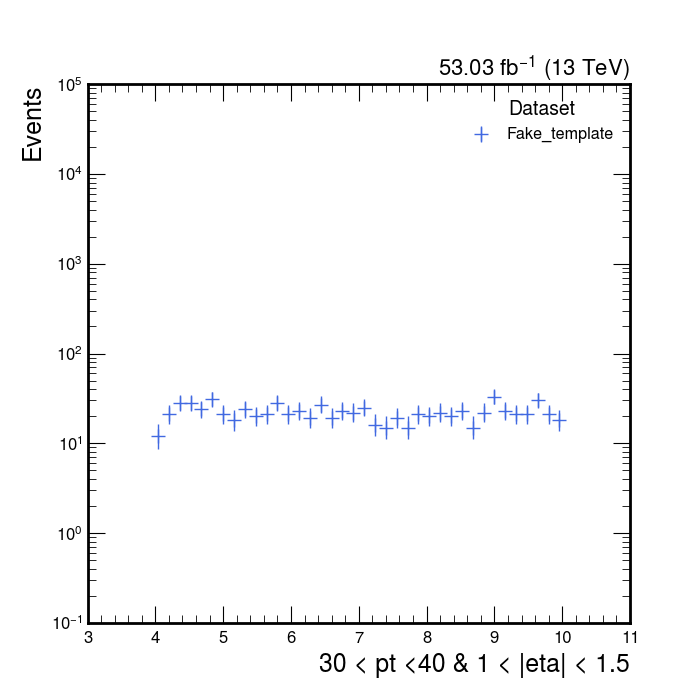 53.03 fb⁻¹ (13 TeV)
Events
Dataset
Fake_template
10⁵
10⁴
10³
10²
10¹
10⁰
10⁻¹
3 4 5 6 7 8 9 10 11
30 < pt <40 & 1 < |eta| < 1.5